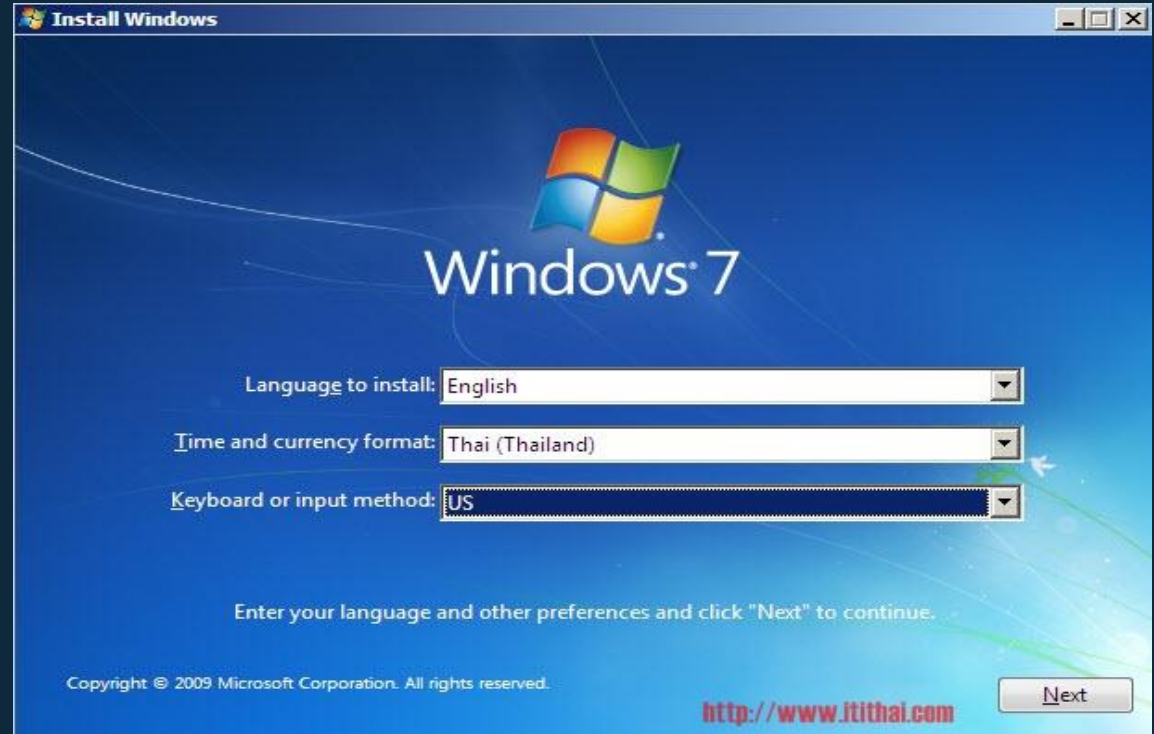 Install Windows
Windows® 7
Language to install: English
Time and currency format: Thai (Thailand)
Keyboard or input method: US
Enter your language and other preferences and click "Next" to continue.
Copyright © 2009 Microsoft Corporation. All rights reserved.
Next
http://www.itithai.com